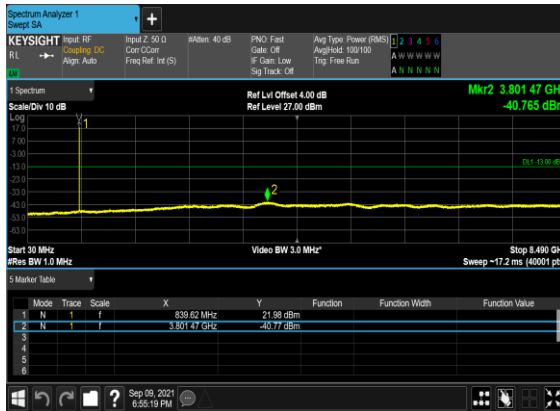 Spectrum Analyzer 1
Swept SA
+
KEYSIGHT Input: RF Input Z: 50 Ω #Atten: 40 dB PNO: Fast Avg Type: Power (RMS) 1 2 3 4 5 6
RL Coupling: DC Corr CCorr Gate: Off Avg|Hold: 100/100
Align: Auto Freq Ref: Int (S) IF Gain: Low Trig: Free Run A W W W W W
Sig Track: Off A N N N N N
1 Spectrum Ref Lvl Offset 4.00 dB Mkr2 3.801 47 GHz
Scale/Div 10 dB Ref Level 27.00 dBm -40.765 dBm
Log
17.0
7.00
-3.00
-13.0
-23.0
-33.0
-43.0
-53.0
-63.0
1
DL1 -13.00 dB
2
Start 30 MHz Video BW 3.0 MHz* Stop 8.490 GH
#Res BW 1.0 MHz Sweep ~17.2 ms (40001 pt
5 Marker Table
Mode Trace Scale X Y Function Function Width Function Value
1 N 1 f 839.62 MHz 21.98 dBm
2 N 1 f 3.801 47 GHz -40.77 dBm
3
4
5
6
? Sep 09, 2021
6:55:19 PM